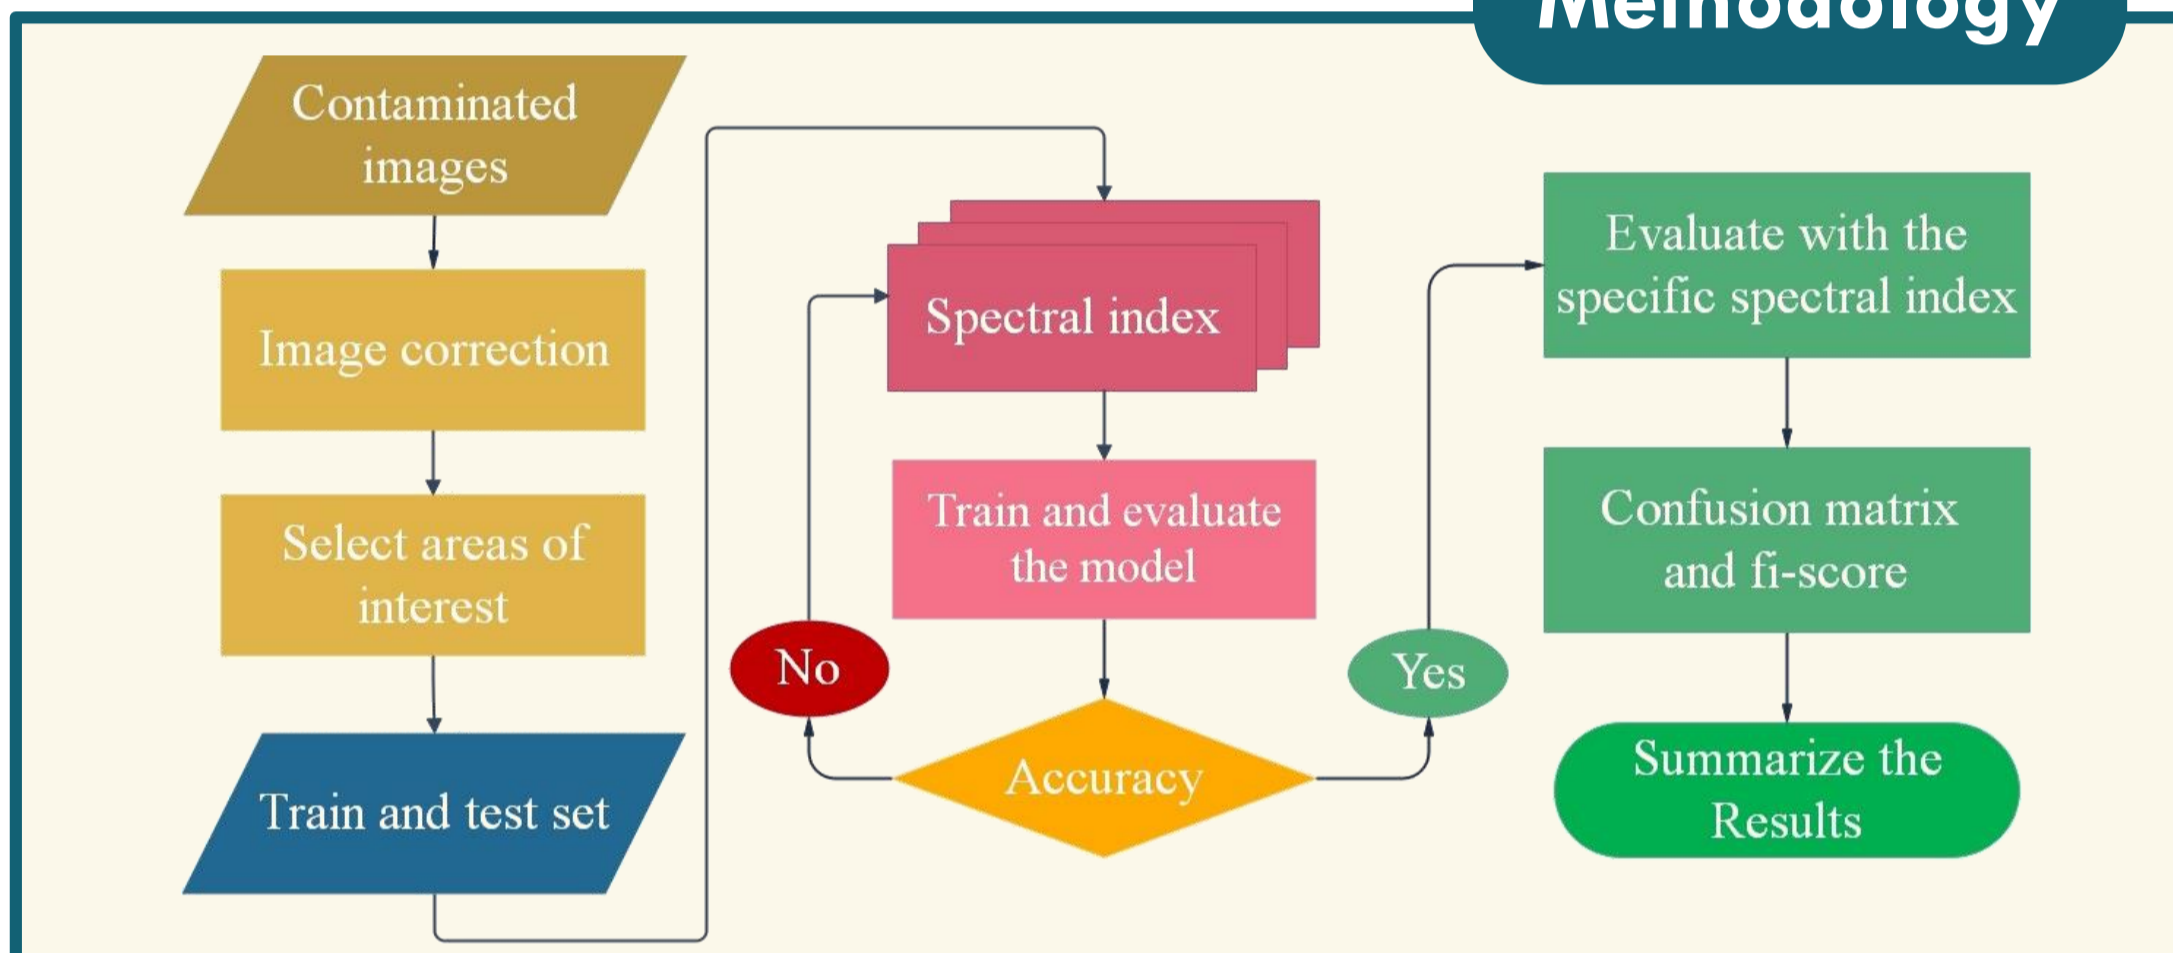 Methodology
Contaminated
images
Image correction
Select areas of
interest
Train and test set
Spectral index
Train and evaluate
the model
Accuracy
No
Yes
Evaluate with the
specific spectral index
Confusion matrix
and fi-score
Summarize the
Results